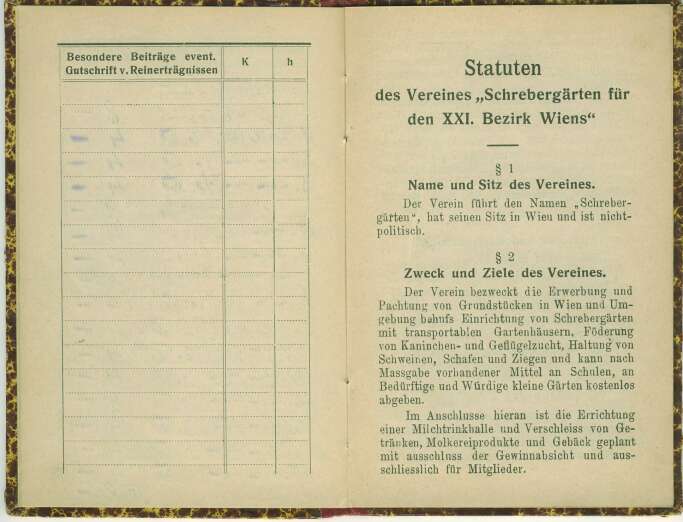 Besondere Beiträge event.
Gutschrift v. Reinerträgnissen
K
h
Statuten
des Vereines „Schrebergärten für
den XXI. Bezirk Wiens“
§ 1
Name und Sitz des Vereines.
Der Verein führt den Namen „Schreber-
gärten“, hat seinen Sitz in Wieu und ist nicht-
politisch.
§ 2
Zweck und Ziele des Vereines.
Der Verein bezweckt die Erwerbung und
Pachtung von Grundstücken in Wien und Um-
gebung bahufs Einrichtung von Schrebergärten
mit transportablen Gartenhäusern, Föderung
von Kaninchen- und Geflügelzucht, Haltung von
Schweinen, Schafen und Ziegen und kann nach
Massgabe vorhandener Mittel an Schulen, an
Bedürftige und Würdige kleine Gärten kostenlos
abgeben.
Im Anschlusse hieran ist die Errichtung
einer Milchtrinkhalle und Verschleiss von Ge-
tränken, Molkereiprodukte und Gebäck geplant
mit ausschluss der Gewinnabsicht und aus-
schliesslich für Mitglieder.